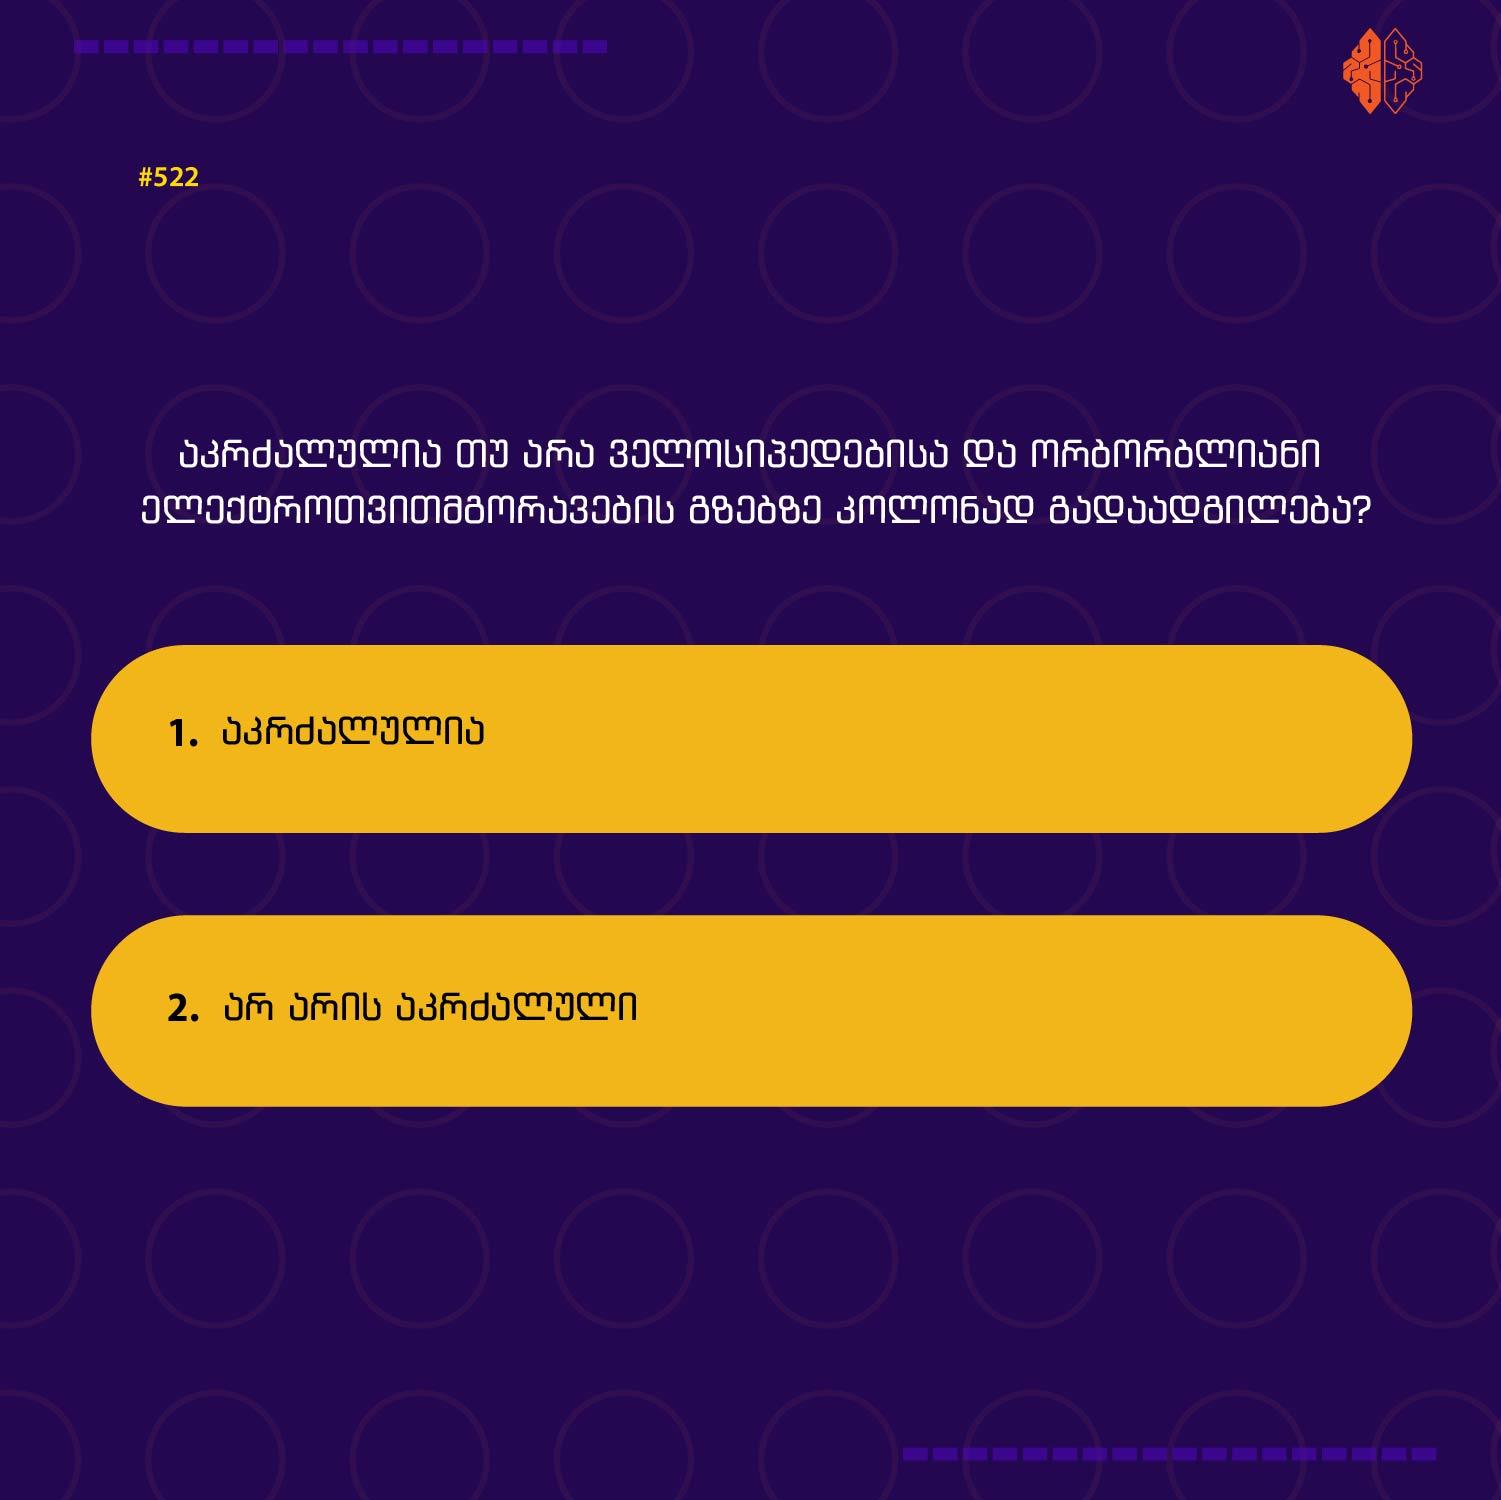 #522
აკრძალულია თუ არა ველოსიპედებისა და ორბორბლიანი
ელექტროთვითმგორავების გზებზე კოლონად გადაადგილება?
1. აკრძალულია
2. არ არის აკრძალული